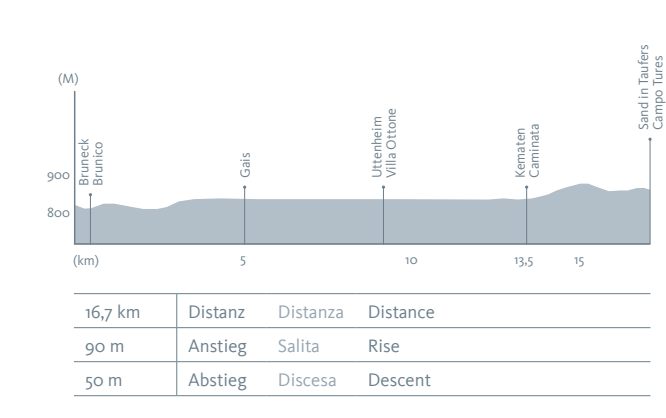 (M)
900
800
Bruneck
Brunico
Gais
Uttenheim
Villa Ottone
Kematen
Caminata
Sand in Taufers
Campo Tures
(km) 5 10 13,5 15
16,7 km Distanz Distanza Distance
90 m Anstieg Salita Rise
50 m Abstieg Discesa Descent